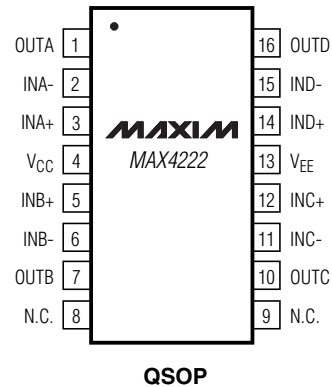 OUTA 1 16 OUTD
INA- 2 15 IND-
INA+ 3 MAXIM 14 IND+
VCC 4 MAX4222 13 VEE
INB+ 5 12 INC+
INB- 6 11 INC-
OUTB 7 10 OUTC
N.C. 8 9 N.C.
QSOP